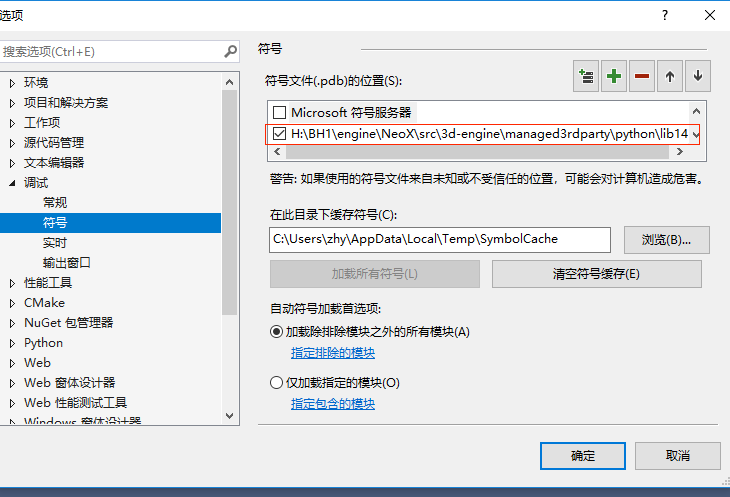 选项
?
搜索选项(Ctrl+E)
环境
项目和解决方案
工作项
源代码管理
文本编辑器
调试
常规
符号
实时
输出窗口
性能工具
CMake
NuGet 包管理器
Python
Web
Web 窗体设计器
Web 性能测试工具
Windows 窗体设计器
符号
符号文件(.pdb)的位置(S):
Microsoft 符号服务器
H:\BH1\engine\NeoX\src\3d-engine\managed3rdparty\python\lib14
警告: 如果使用的符号文件来自未知或不受信任的位置，可能会对计算机造成危害。
在此目录下缓存符号(C):
C:\Users\zhy\AppData\Local\Temp\SymbolCache
浏览(B)...
加载所有符号(L)
清空符号缓存(E)
自动符号加载首选项:
加载除排除模块之外的所有模块(A)
指定排除的模块
仅加载指定的模块(O)
指定包含的模块
确定
取消